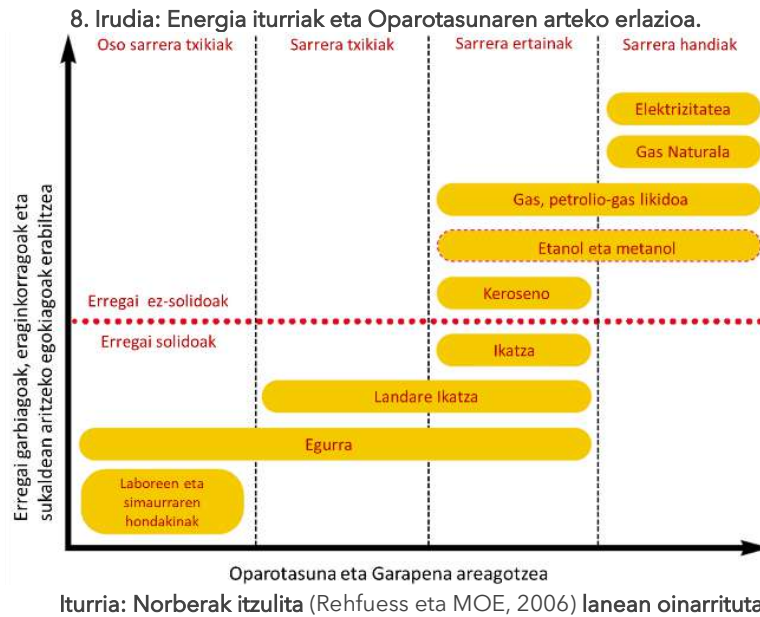 8. Irudia: Energia iturriak eta Oparotasunaren arteko erlazioa.
Oso sarrera txikiak
Sarrera txikiak
Sarrera ertainak
Sarrera handiak
Elektrizitatea
Gas Naturala
Gas, petrolio-gas likidoa
Etanol eta metanol
Keroseno
Erregai ez-solidoak
Erregai solidoak
Ikatza
Landare Ikatza
Egurra
Laboreen eta
simaurraren
hondakinak
Erregai garbiagoak, eraginkorragoak eta
sukaldean aritzeko egokiagoak erabiltzea
Oparotasuna eta Garapena areagotzea
Iturria: Norberak itzulita (Rehfuess eta MOE, 2006) lanean oinarrituta